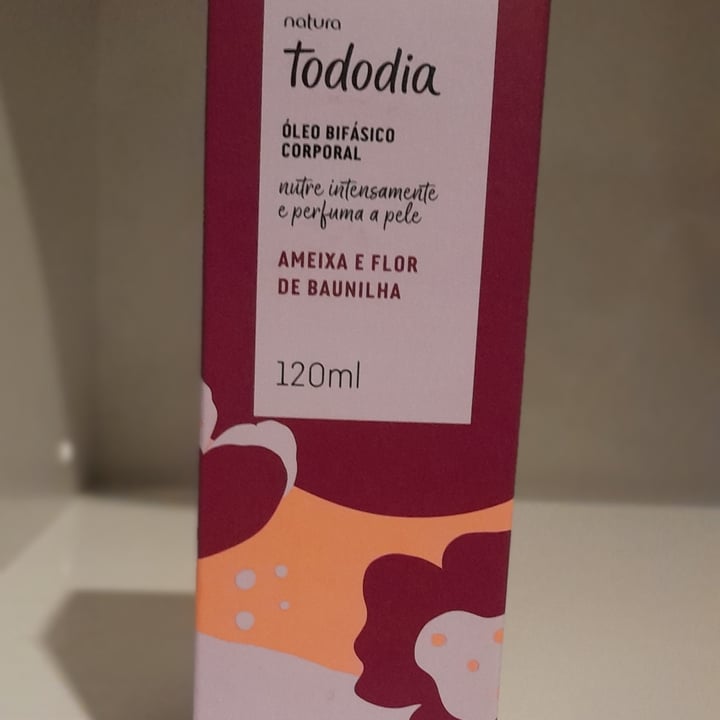 natura
tododia
ÓLEO BIFÁSICO
CORPORAL
nutre intensamente
e perfuma a pele
AMEIXA E FLOR
DE BAUNILHA
120ml